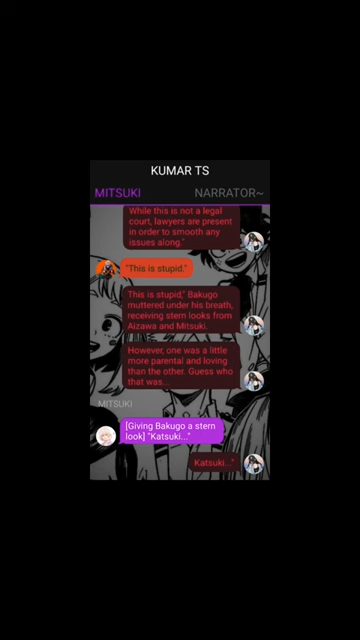 KUMAR TS
MITSUKI NARRATOR~
While this is not a legal
court, lawyers are present
in order to smooth any
issues along."
"This is stupid,"
This is stupid," Bakugo
muttered under his breath,
receiving stern looks from
Aizawa and Mitsuki.
However, one was a little
more parental and loving
than the other. Guess who
that was...
MITSUKI
[Giving Bakugo a stern
look] "Katsuki..."
Katsuki..."